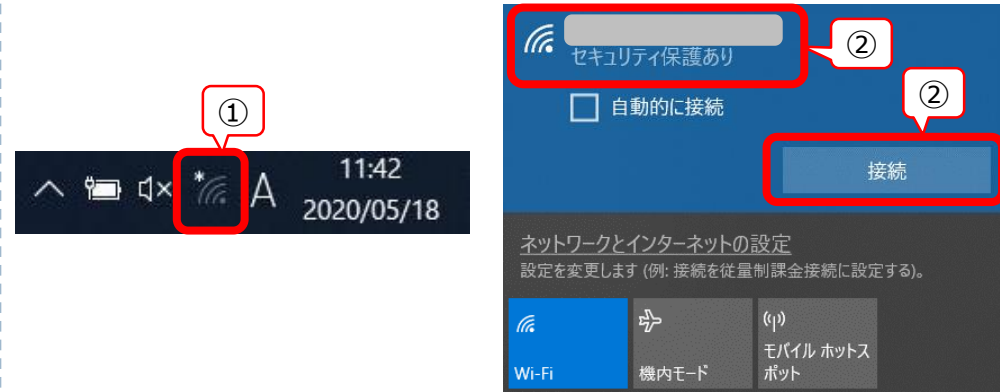 ①
A
11:42
2020/05/18
②
セキュリティ保護あり
自動的に接続
②
接続
ネットワークとインターネットの設定
設定を変更します (例: 接続を従量制課金接続に設定する)。
Wi-Fi
機内モード
モバイル ホットス
ポット